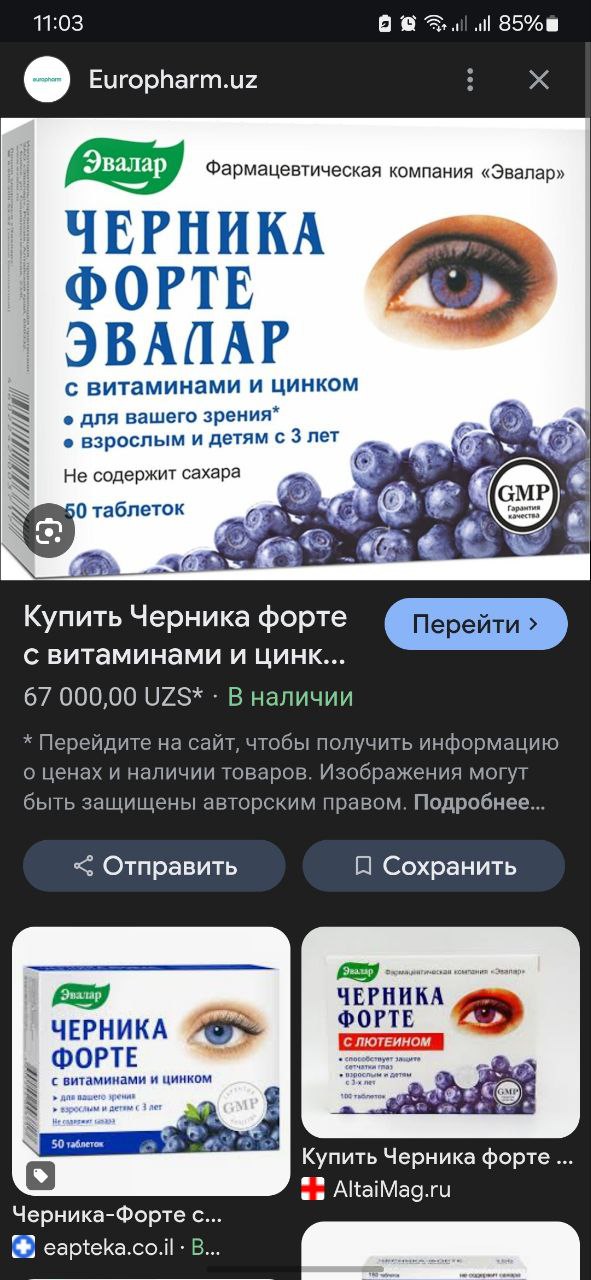 11:03
85%
europharm
Europharm.uz
Эвалар
Фармацевтическая компания «Эвалар»
ЧЕРНИКА
ФОРТЕ
ЭВАЛАР
с витаминами и цинком
• для вашего зрения*
• взрослым и детям с 3 лет
Не содержит сахара
50 таблеток
GMP
Гарантия
качества
Купить Черника форте
с витаминами и цинк...
Перейти
67 000,00 UZS* · В наличии
* Перейдите на сайт, чтобы получить информацию
о ценах и наличии товаров. Изображения могут
быть защищены авторским правом. Подробнее...
Отправить
Сохранить
Эвалар
ЧЕРНИКА
ФОРТЕ
с витаминами и цинком
для вашего зрения
взрослым и детям с 3 лет
Не содержит сахара
50 таблеток
GMP
Черника-Форте с...
eapteka.co.il · В...
Эвалар
Фармацевтическая компания «Эвалар»
ЧЕРНИКА
ФОРТЕ
С ЛЮТЕИНОМ
• способствует защите
сетчатки глаз
• взрослым и детям
с 3-х лет
100 таблеток
GMP
Купить Черника форте ...
AltaiMag.ru
ЧЕРНИКА-ФОРТЕ
не содержит сахара